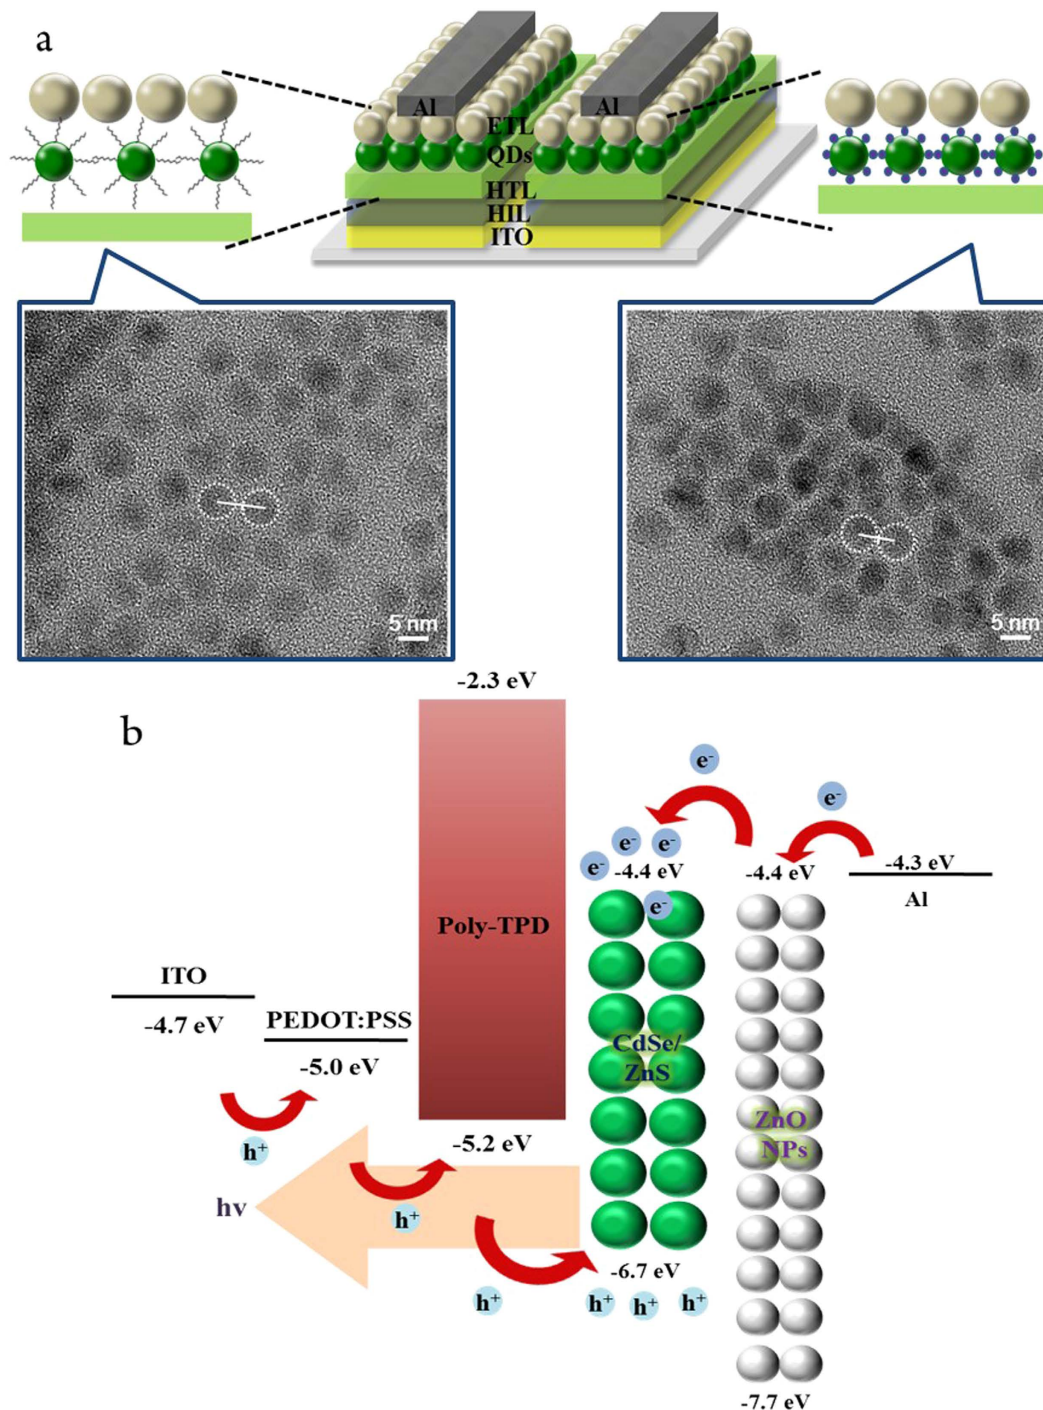 a
Al
Al
ETL
QDs
HTL
HIL
ITO
5 nm
5 nm
b
-2.3 eV
e-
e-
e-
e-
e-
e-
-4.4 eV
-4.4 eV
-4.3 eV
Al
Poly-TPD
ITO
-4.7 eV
PEDOT:PSS
-5.0 eV
CdSe/
ZnS
ZnO
NPs
-5.2 eV
h+
hν
h+
h+
-6.7 eV
h+
h+
h+
-7.7 eV